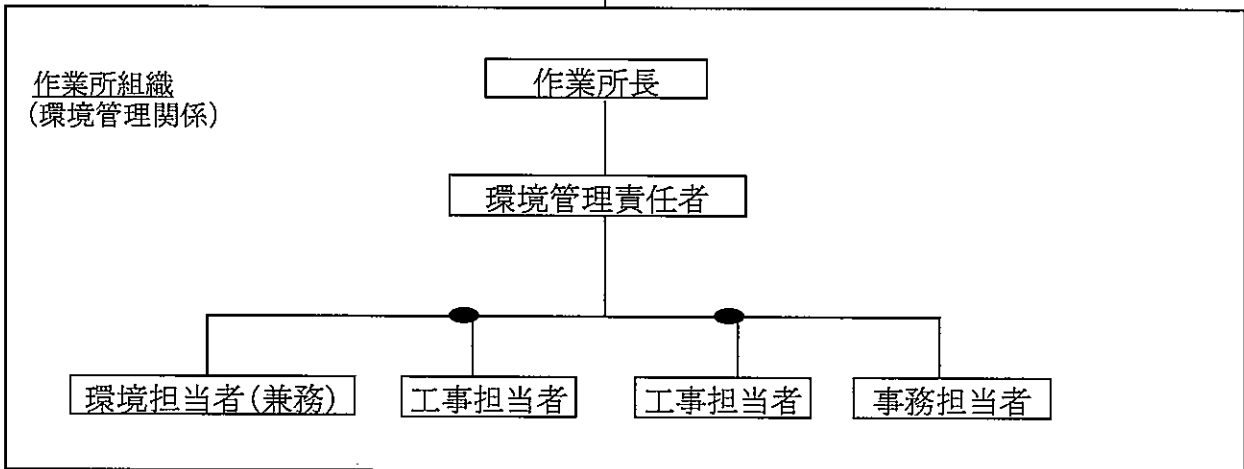 作業所組織
(環境管理関係)
作業所長
環境管理責任者
環境担当者(兼務)
工事担当者
工事担当者
事務担当者